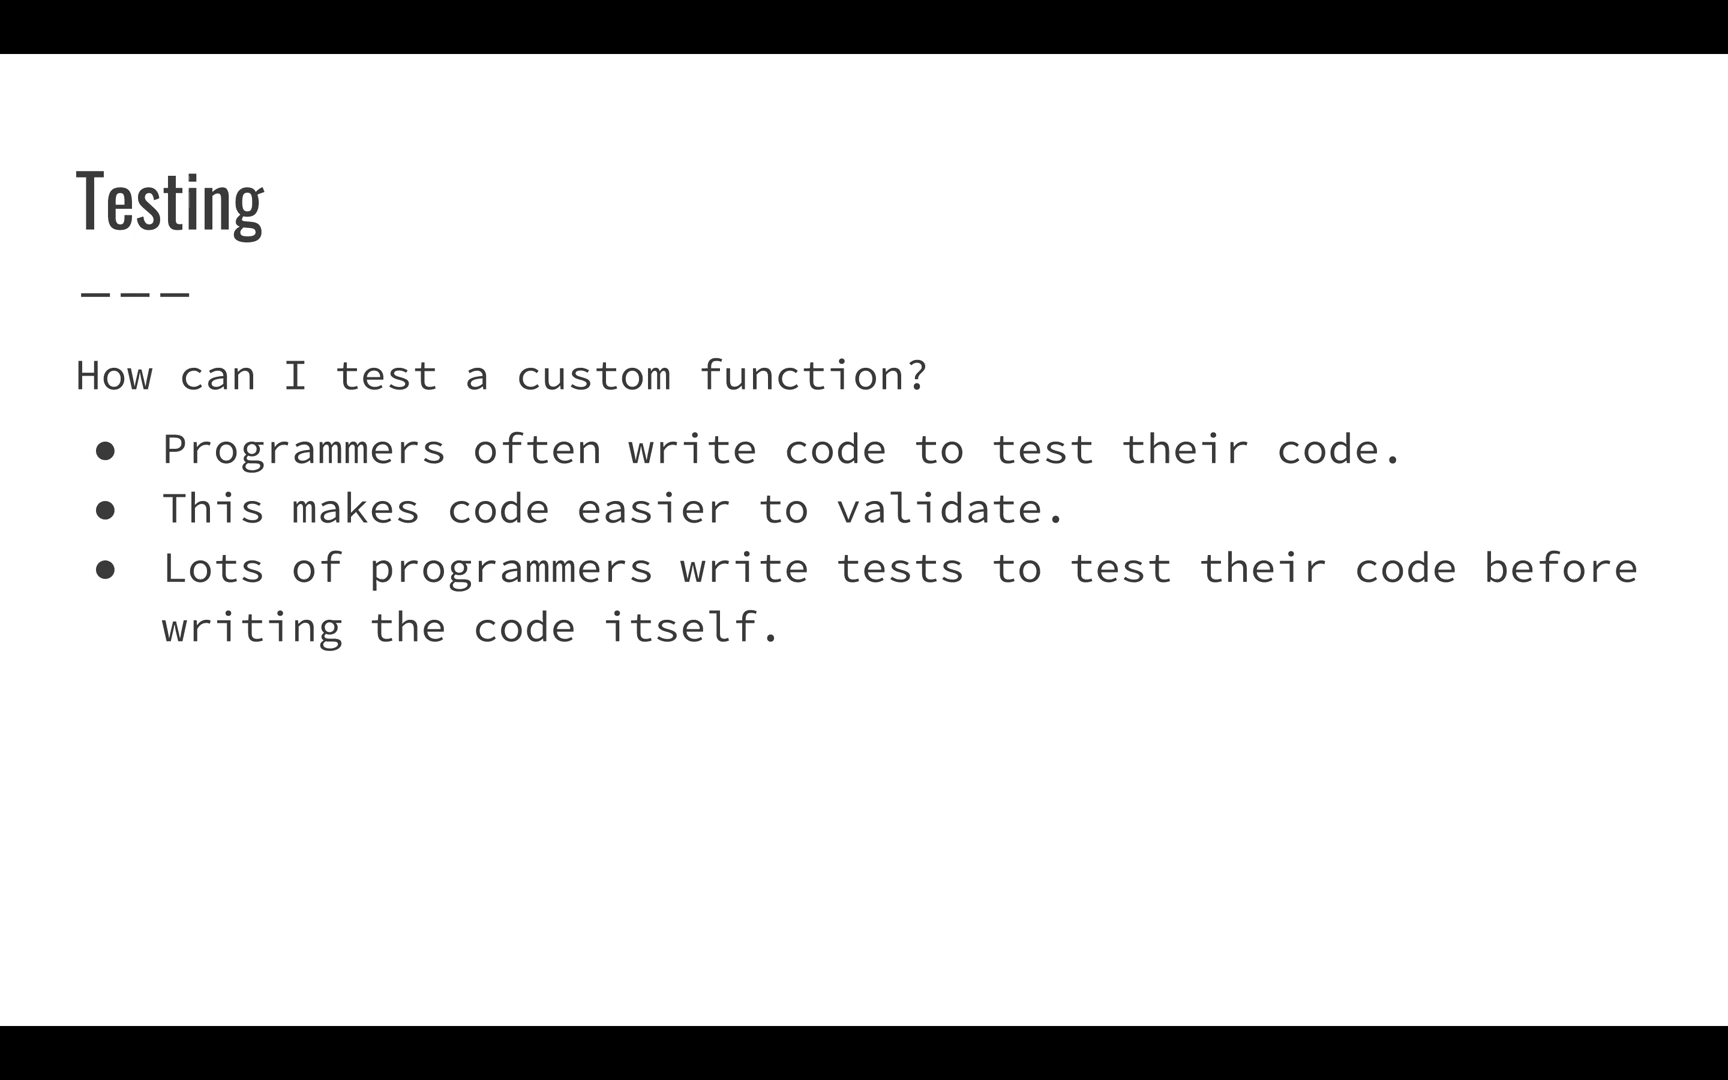 Testing
———
How can I test a custom function?
● Programmers often write code to test their code.
● This makes code easier to validate.
● Lots of programmers write tests to test their code before
writing the code itself.